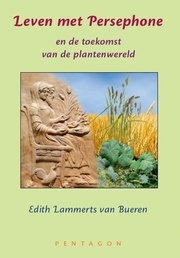 Leven met Persephone
en de toekomst
van de plantenwereld
Edith Lammerts van Bueren
PENTAGON